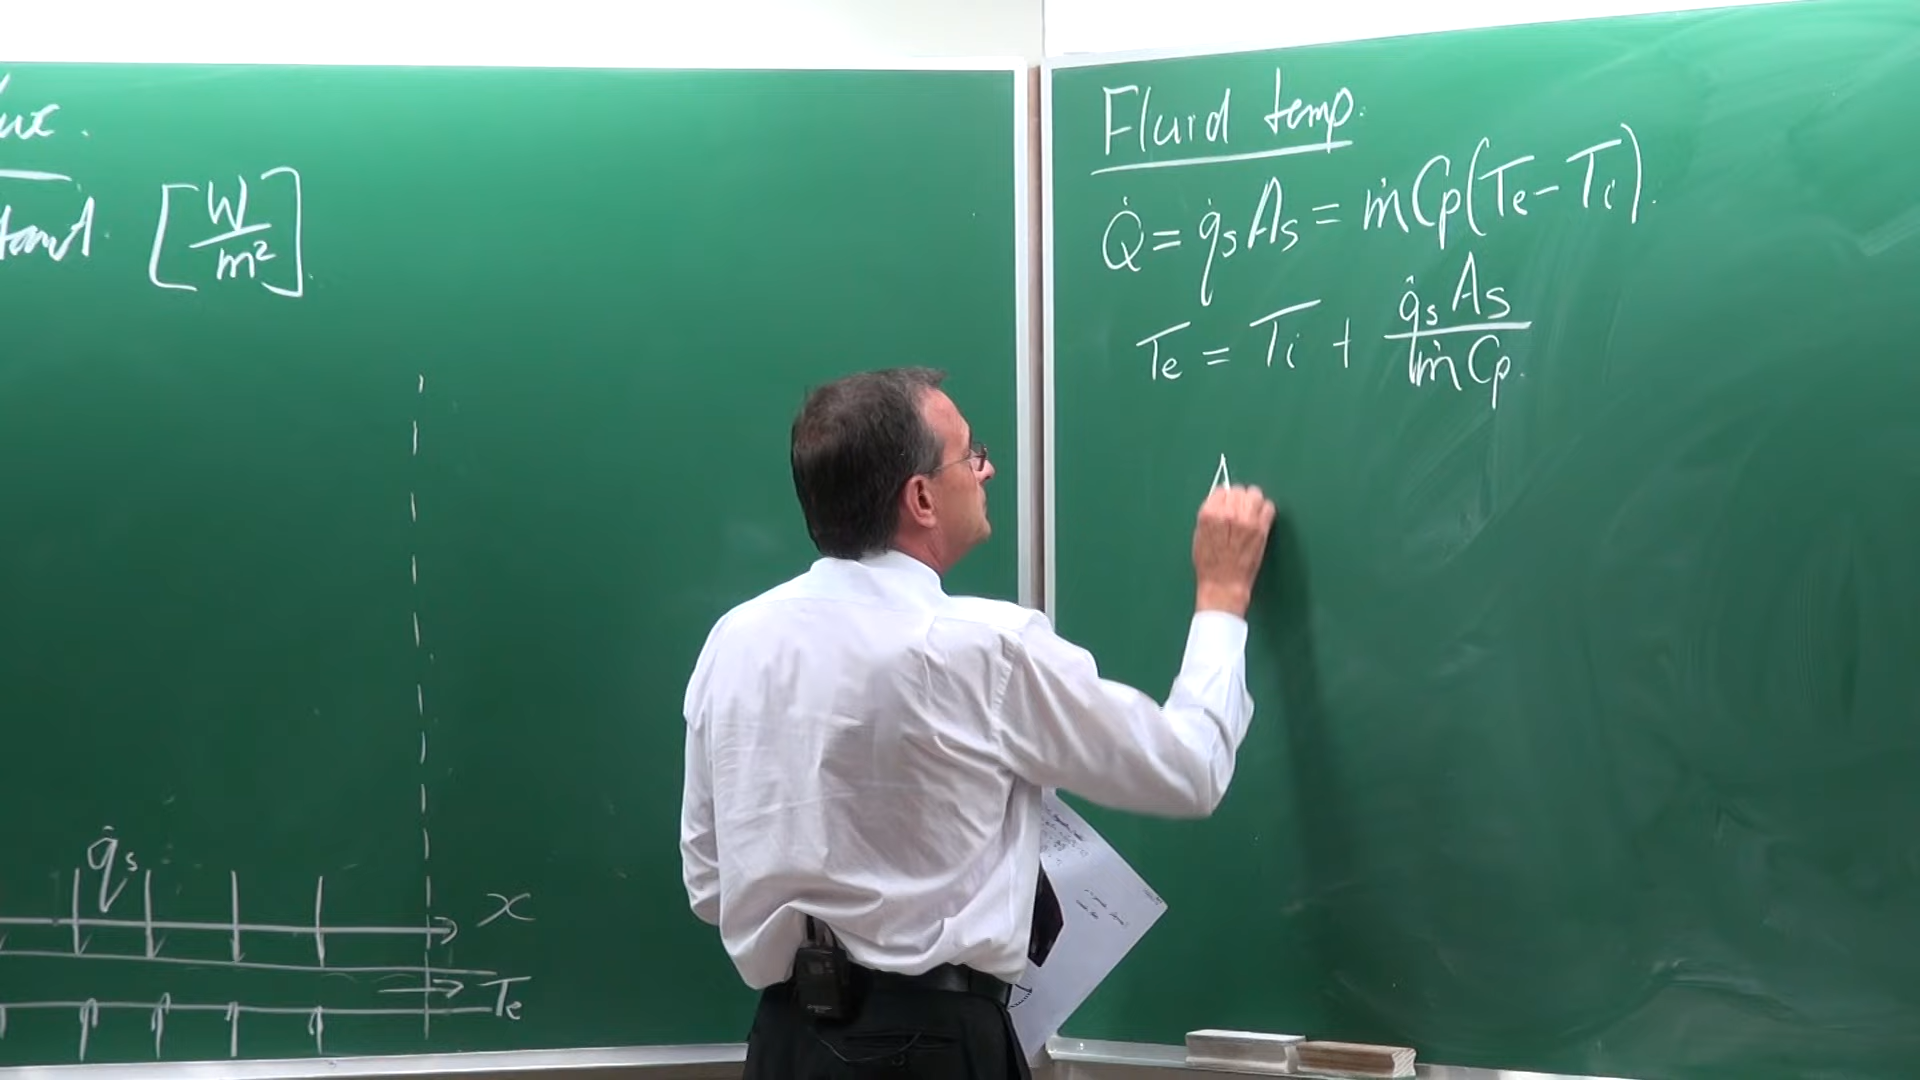 [W/m²].
q̇s
x
Te
Fluid temp.
Q̇ = q̇s As = ṁ Cp (Te - Ti).
Te = Ti + q̇s As / ṁ Cp.
A